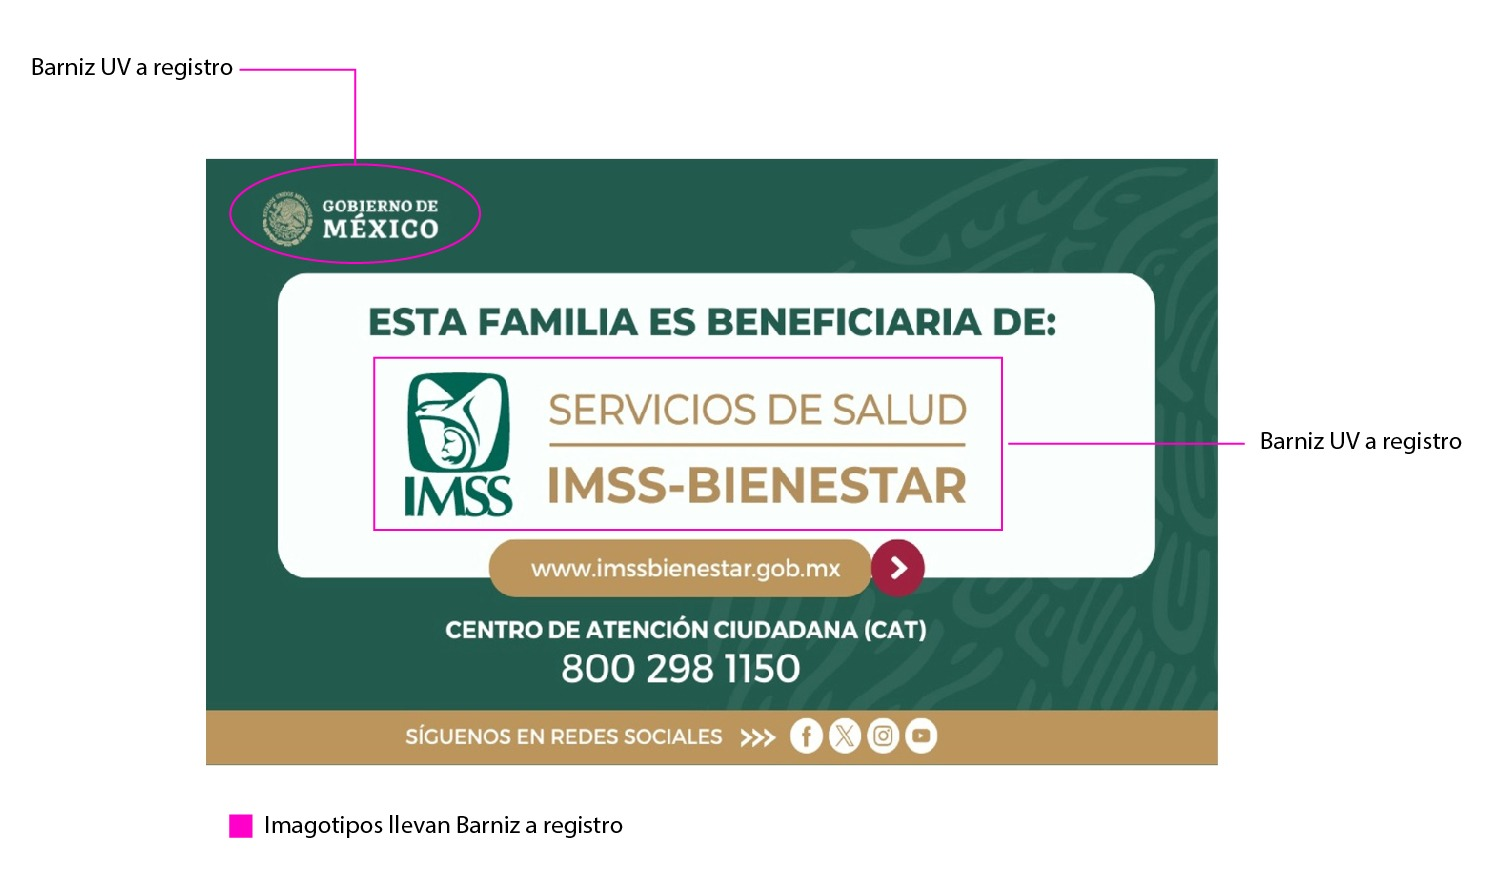 Barniz UV a registro
GOBIERNO DE
MÉXICO
ESTA FAMILIA ES BENEFICIARIA DE:
SERVICIOS DE SALUD
IMSS-BIENESTAR
IMSS
Barniz UV a registro
www.imssbienestar.gob.mx
CENTRO DE ATENCIÓN CIUDADANA (CAT)
800 298 1150
SÍGUENOS EN REDES SOCIALES >>>
Imagotipos llevan Barniz a registro